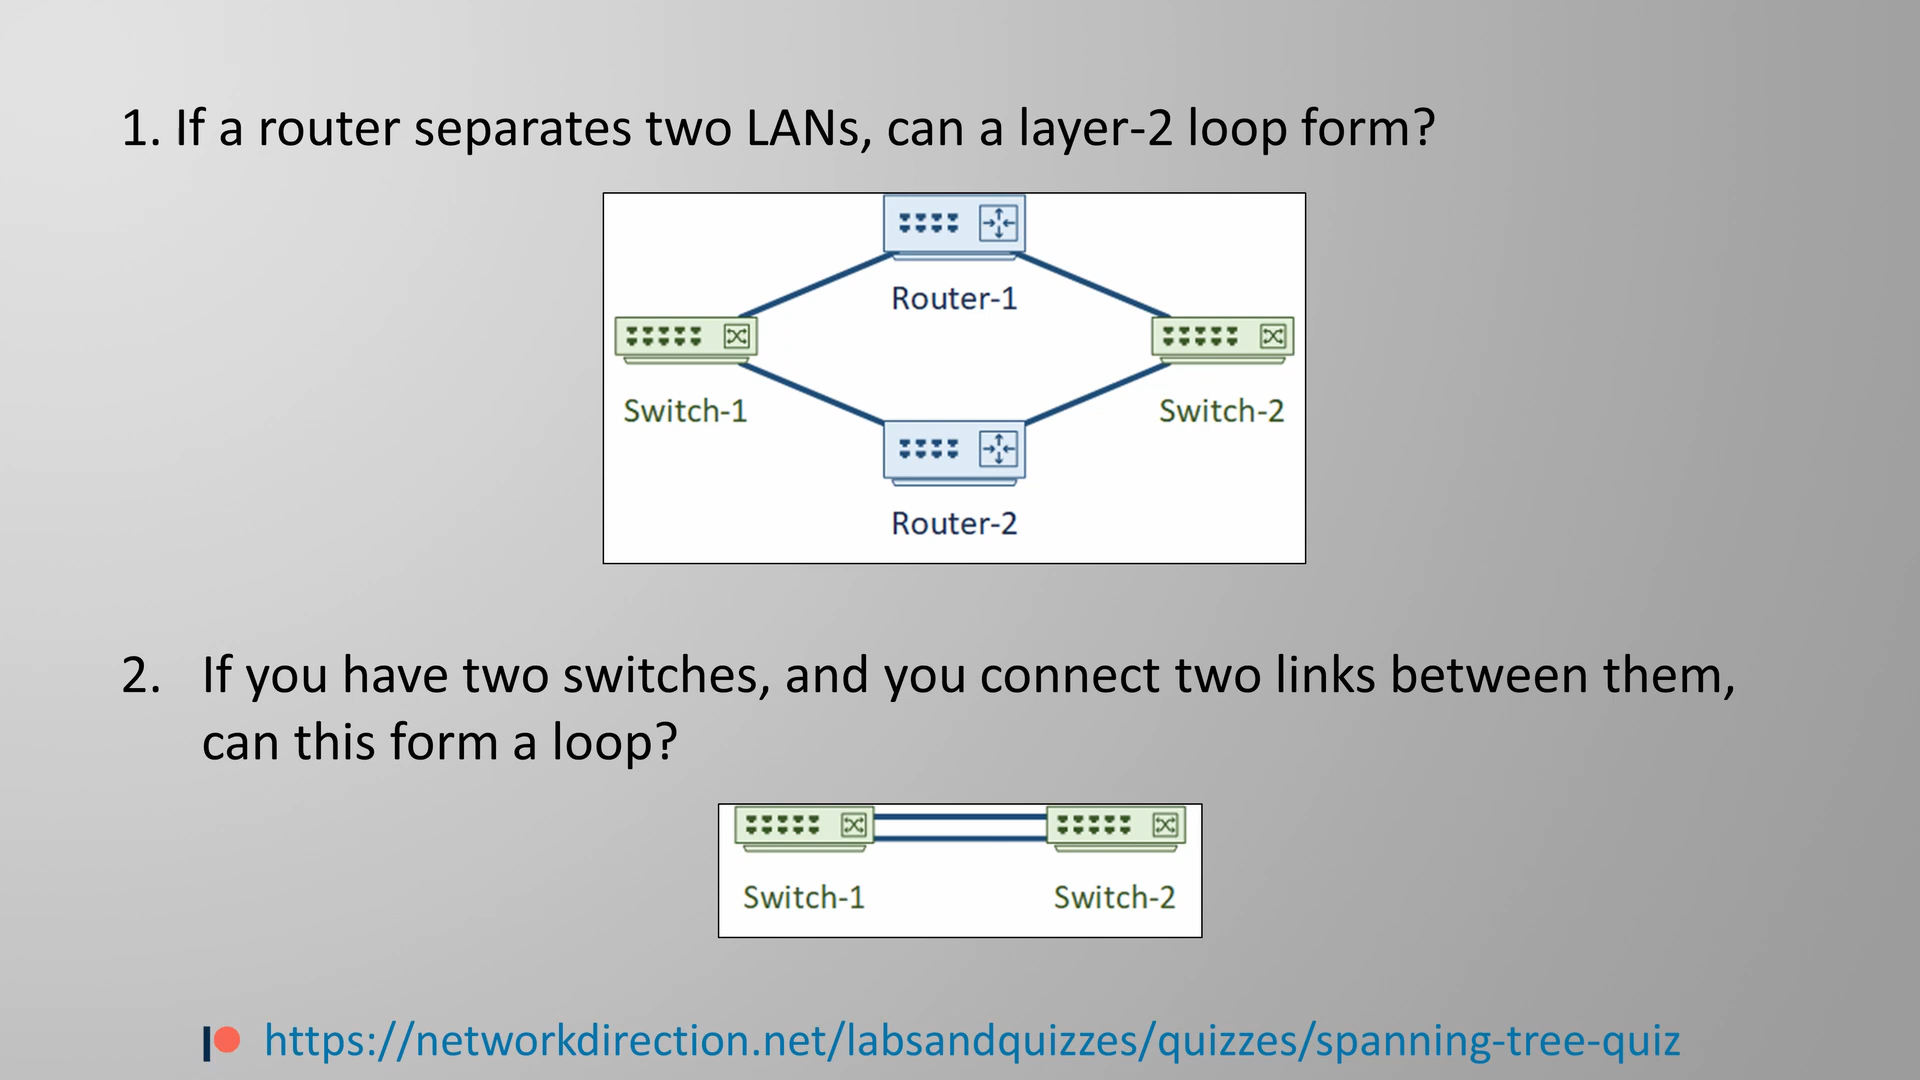 1. If a router separates two LANs, can a layer-2 loop form?
Router-1
Switch-1
Switch-2
Router-2
2. If you have two switches, and you connect two links between them,
can this form a loop?
Switch-1
Switch-2
https://networkdirection.net/labsandquizzes/quizzes/spanning-tree-quiz